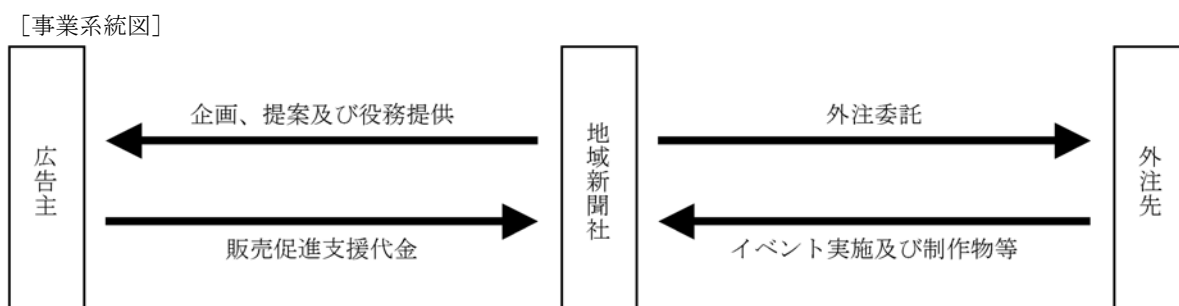 ［事業系統図］
広告主
企画、提案及び役務提供
販売促進支援代金
地域新聞社
外注委託
イベント実施及び制作物等
外注先